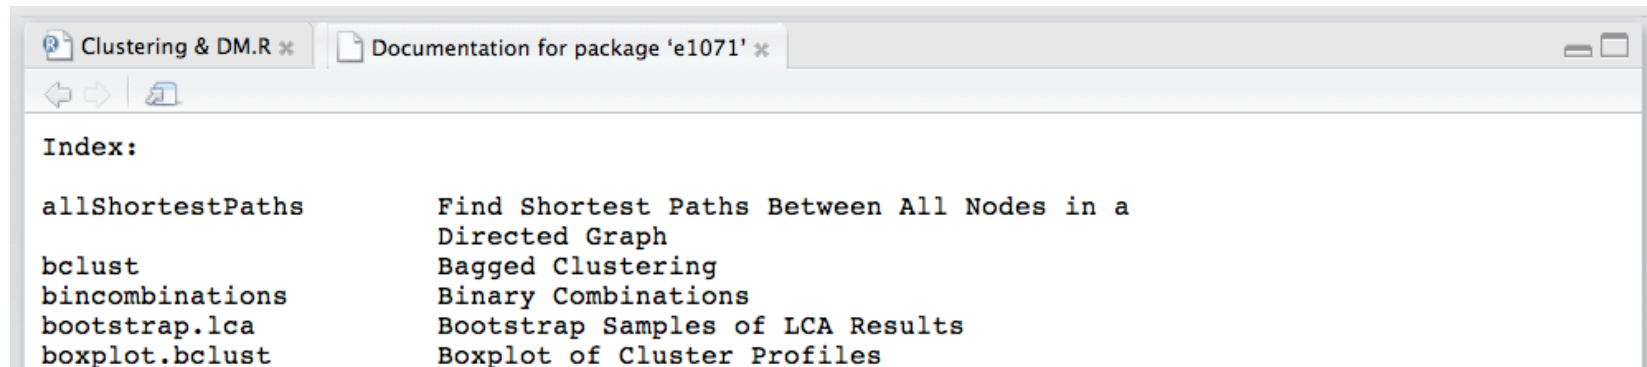 Clustering & DM.R
Documentation for package ‘e1071’
Index:
allShortestPaths Find Shortest Paths Between All Nodes in a
Directed Graph
bclust Bagged Clustering
bincombinations Binary Combinations
bootstrap.lca Bootstrap Samples of LCA Results
boxplot.bclust Boxplot of Cluster Profiles